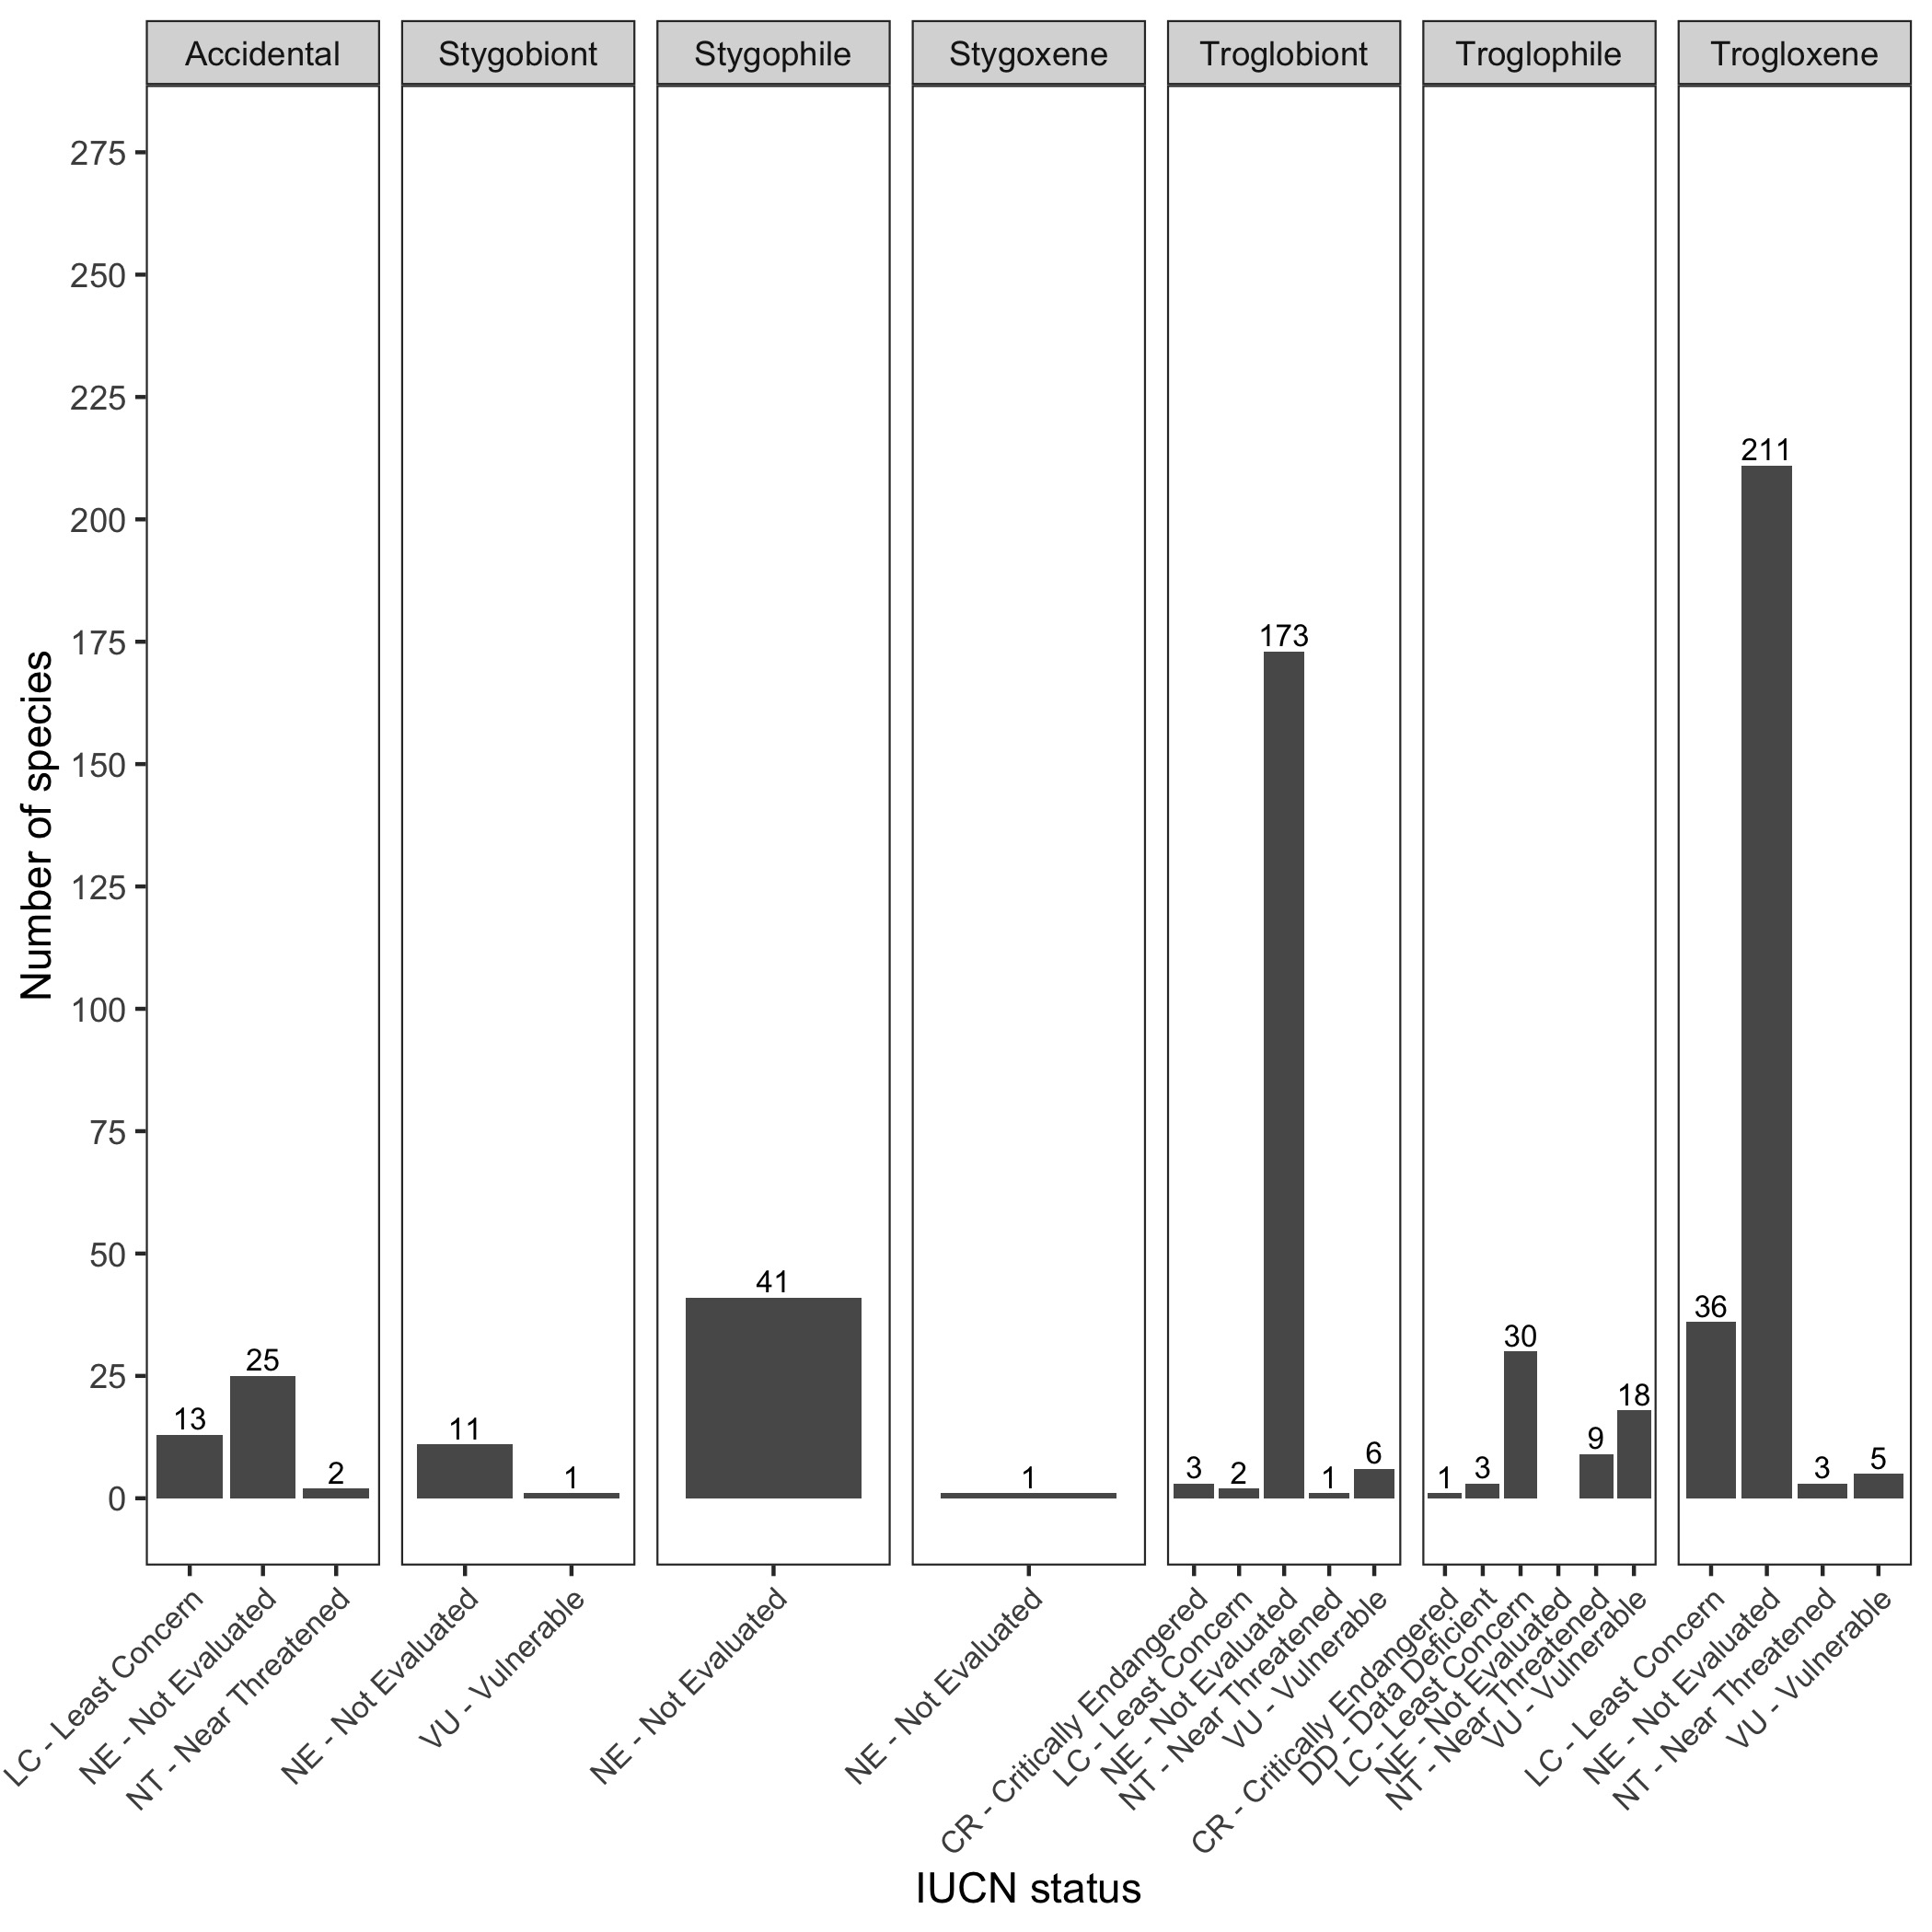 Accidental Stygobiont Stygophile Stygoxene Troglobiont Troglophile Trogloxene
275
250
225
200
175
150
125
100
75
50
25
0
Number of species
13 25 2
11 1
41
1
3 2 173 1 6
1 3 30 9 18
36 211 3 5
LC - Least Concern
NE - Not Evaluated
NT - Near Threatened
NE - Not Evaluated
VU - Vulnerable
NE - Not Evaluated
NE - Not Evaluated
CR - Critically Endangered
LC - Least Concern
NE - Not Evaluated
NT - Near Threatened
VU - Vulnerable
CR - Critically Endangered
DD - Data Deficient
LC - Least Concern
NE - Not Evaluated
NT - Near Threatened
VU - Vulnerable
LC - Least Concern
NE - Not Evaluated
NT - Near Threatened
VU - Vulnerable
IUCN status